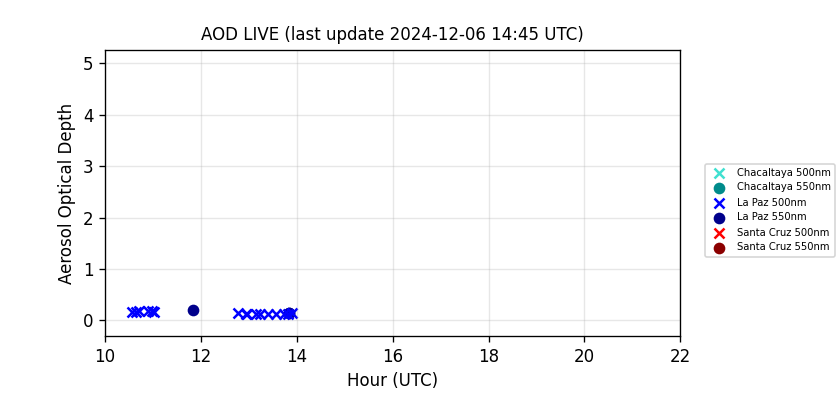 AOD LIVE (last update 2024-12-06 14:45 UTC)
Aerosol Optical Depth
5
4
3
2
1
0
10 12 14 16 18 20 22
Hour (UTC)
Chacaltaya 500nm
Chacaltaya 550nm
La Paz 500nm
La Paz 550nm
Santa Cruz 500nm
Santa Cruz 550nm